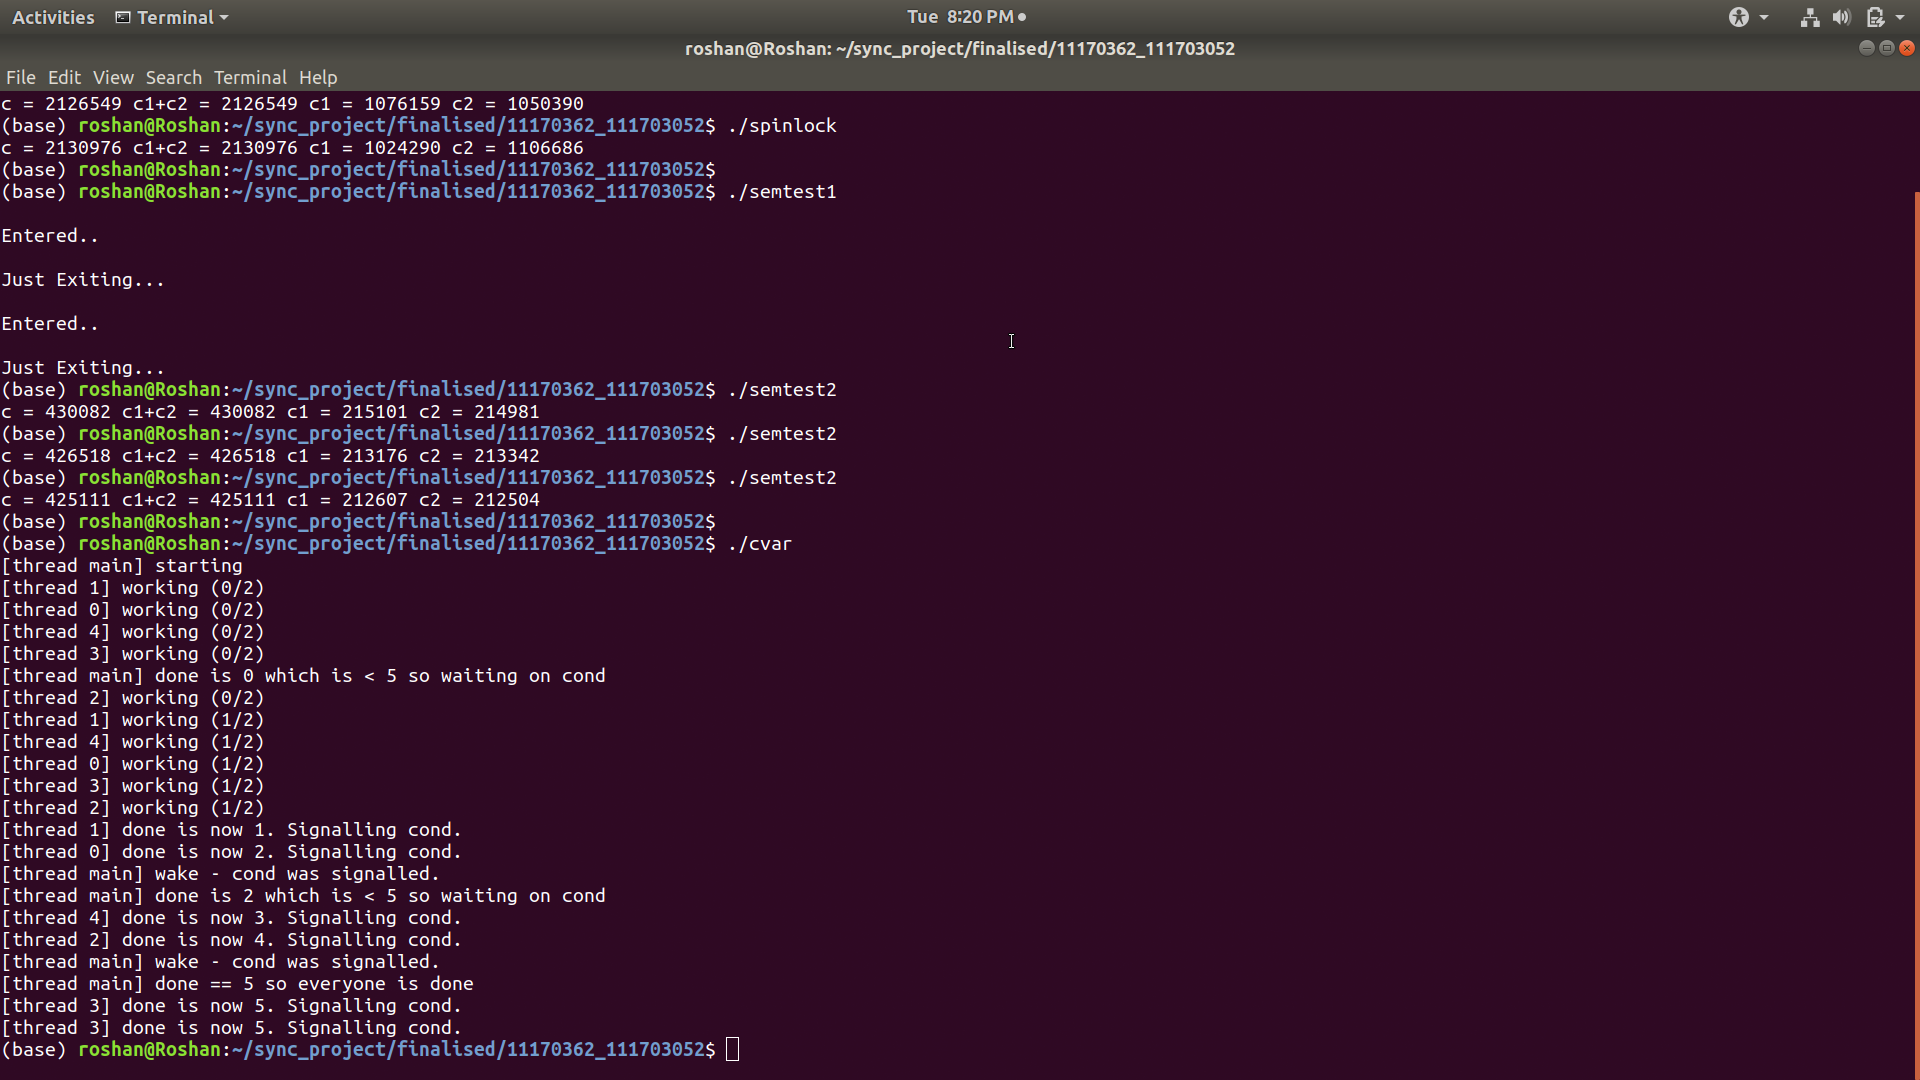 Activities Terminal Tue 8:20 PM
roshan@Roshan: ~/sync_project/finalised/11170362_111703052
File Edit View Search Terminal Help
c = 2126549 c1+c2 = 2126549 c1 = 1076159 c2 = 1050390
(base) roshan@Roshan:~/sync_project/finalised/11170362_111703052$ ./spinlock
c = 2130976 c1+c2 = 2130976 c1 = 1024290 c2 = 1106686
(base) roshan@Roshan:~/sync_project/finalised/11170362_111703052$
(base) roshan@Roshan:~/sync_project/finalised/11170362_111703052$ ./semtest1
Entered..
Just Exiting...
Entered..
Just Exiting...
(base) roshan@Roshan:~/sync_project/finalised/11170362_111703052$ ./semtest2
c = 430082 c1+c2 = 430082 c1 = 215101 c2 = 214981
(base) roshan@Roshan:~/sync_project/finalised/11170362_111703052$ ./semtest2
c = 426518 c1+c2 = 426518 c1 = 213176 c2 = 213342
(base) roshan@Roshan:~/sync_project/finalised/11170362_111703052$ ./semtest2
c = 425111 c1+c2 = 425111 c1 = 212607 c2 = 212504
(base) roshan@Roshan:~/sync_project/finalised/11170362_111703052$
(base) roshan@Roshan:~/sync_project/finalised/11170362_111703052$ ./cvar
[thread main] starting
[thread 1] working (0/2)
[thread 0] working (0/2)
[thread 4] working (0/2)
[thread 3] working (0/2)
[thread main] done is 0 which is < 5 so waiting on cond
[thread 2] working (0/2)
[thread 1] working (1/2)
[thread 4] working (1/2)
[thread 0] working (1/2)
[thread 3] working (1/2)
[thread 2] working (1/2)
[thread 1] done is now 1. Signalling cond.
[thread 0] done is now 2. Signalling cond.
[thread main] wake - cond was signalled.
[thread main] done is 2 which is < 5 so waiting on cond
[thread 4] done is now 3. Signalling cond.
[thread 2] done is now 4. Signalling cond.
[thread main] wake - cond was signalled.
[thread main] done == 5 so everyone is done
[thread 3] done is now 5. Signalling cond.
[thread 3] done is now 5. Signalling cond.
(base) roshan@Roshan:~/sync_project/finalised/11170362_111703052$